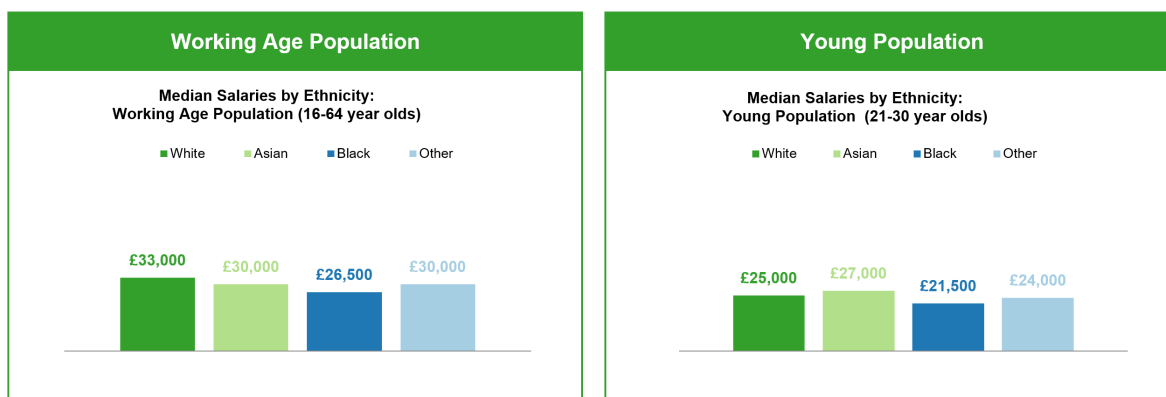 Working Age Population
Median Salaries by Ethnicity:
Working Age Population (16-64 year olds)
White Asian Black Other
£33,000 £30,000 £26,500 £30,000
Young Population
Median Salaries by Ethnicity:
Young Population (21-30 year olds)
White Asian Black Other
£25,000 £27,000 £21,500 £24,000